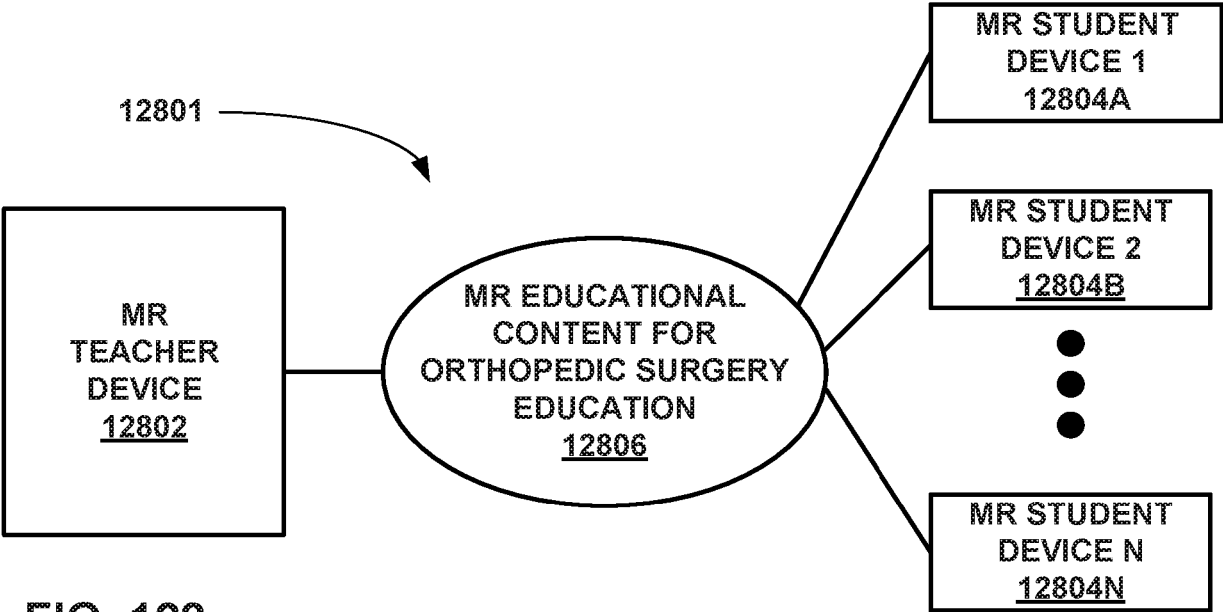 12801
MR
TEACHER
DEVICE
12802
MR EDUCATIONAL
CONTENT FOR
ORTHOPEDIC SURGERY
EDUCATION
12806
MR STUDENT
DEVICE 1
12804A
MR STUDENT
DEVICE 2
12804B
MR STUDENT
DEVICE N
12804N